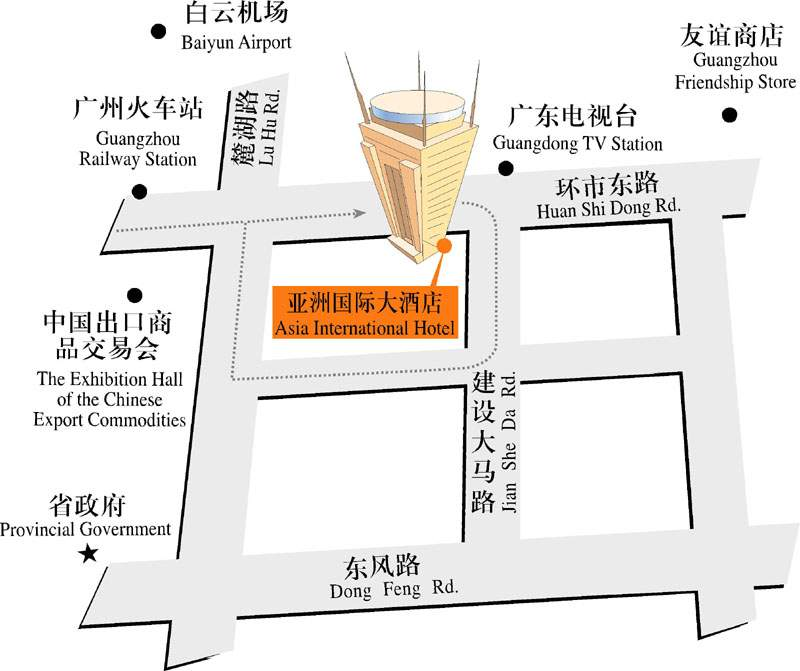 白云机场
Baiyun Airport
友谊商店
Guangzhou
Friendship Store
广州火车站
Guangzhou
Railway Station
麓湖路
Lu Hu Rd.
广东电视台
Guangdong TV Station
环市东路
Huan Shi Dong Rd.
亚洲国际大酒店
Asia International Hotel
中国出口商
品交易会
The Exhibition Hall
of the Chinese
Export Commodities
建设大马路
Jian She Da Rd.
省政府
Provincial Government
东风路
Dong Feng Rd.